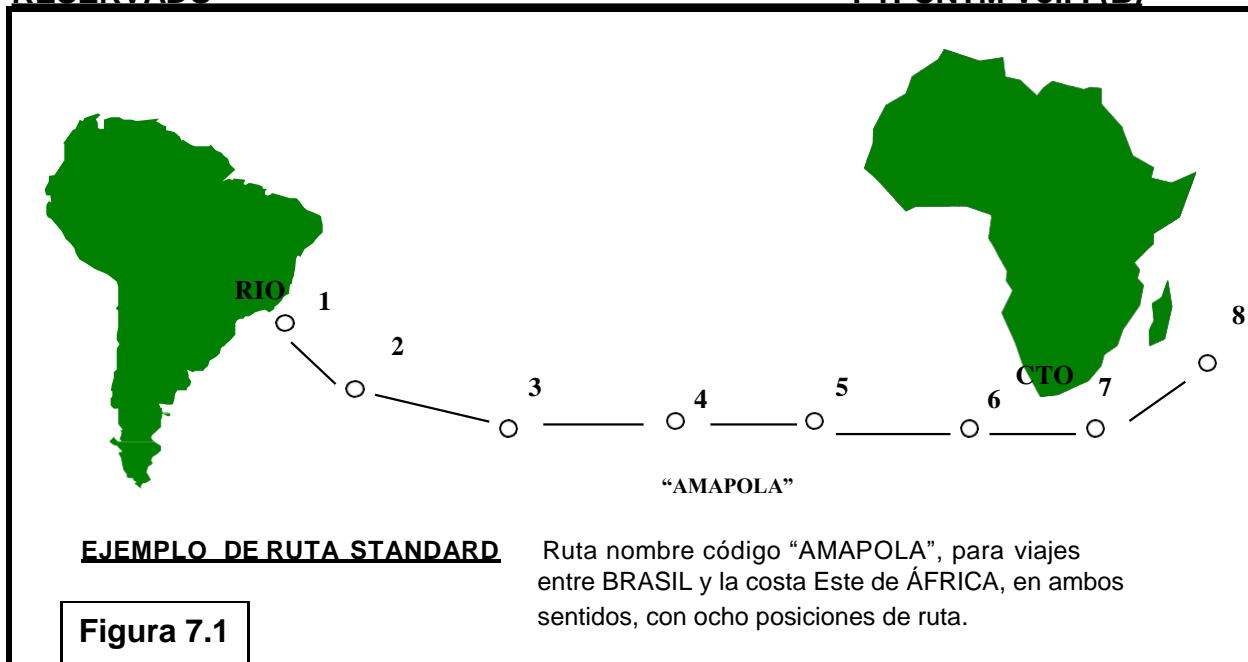 RESERVADO
RIO
1
2
3
4
5
6
CTO
7
8
“AMAPOLA”
EJEMPLO DE RUTA STANDARD
Ruta nombre código “AMAPOLA”, para viajes
entre BRASIL y la costa Este de ÁFRICA, en ambos
sentidos, con ocho posiciones de ruta.
Figura 7.1